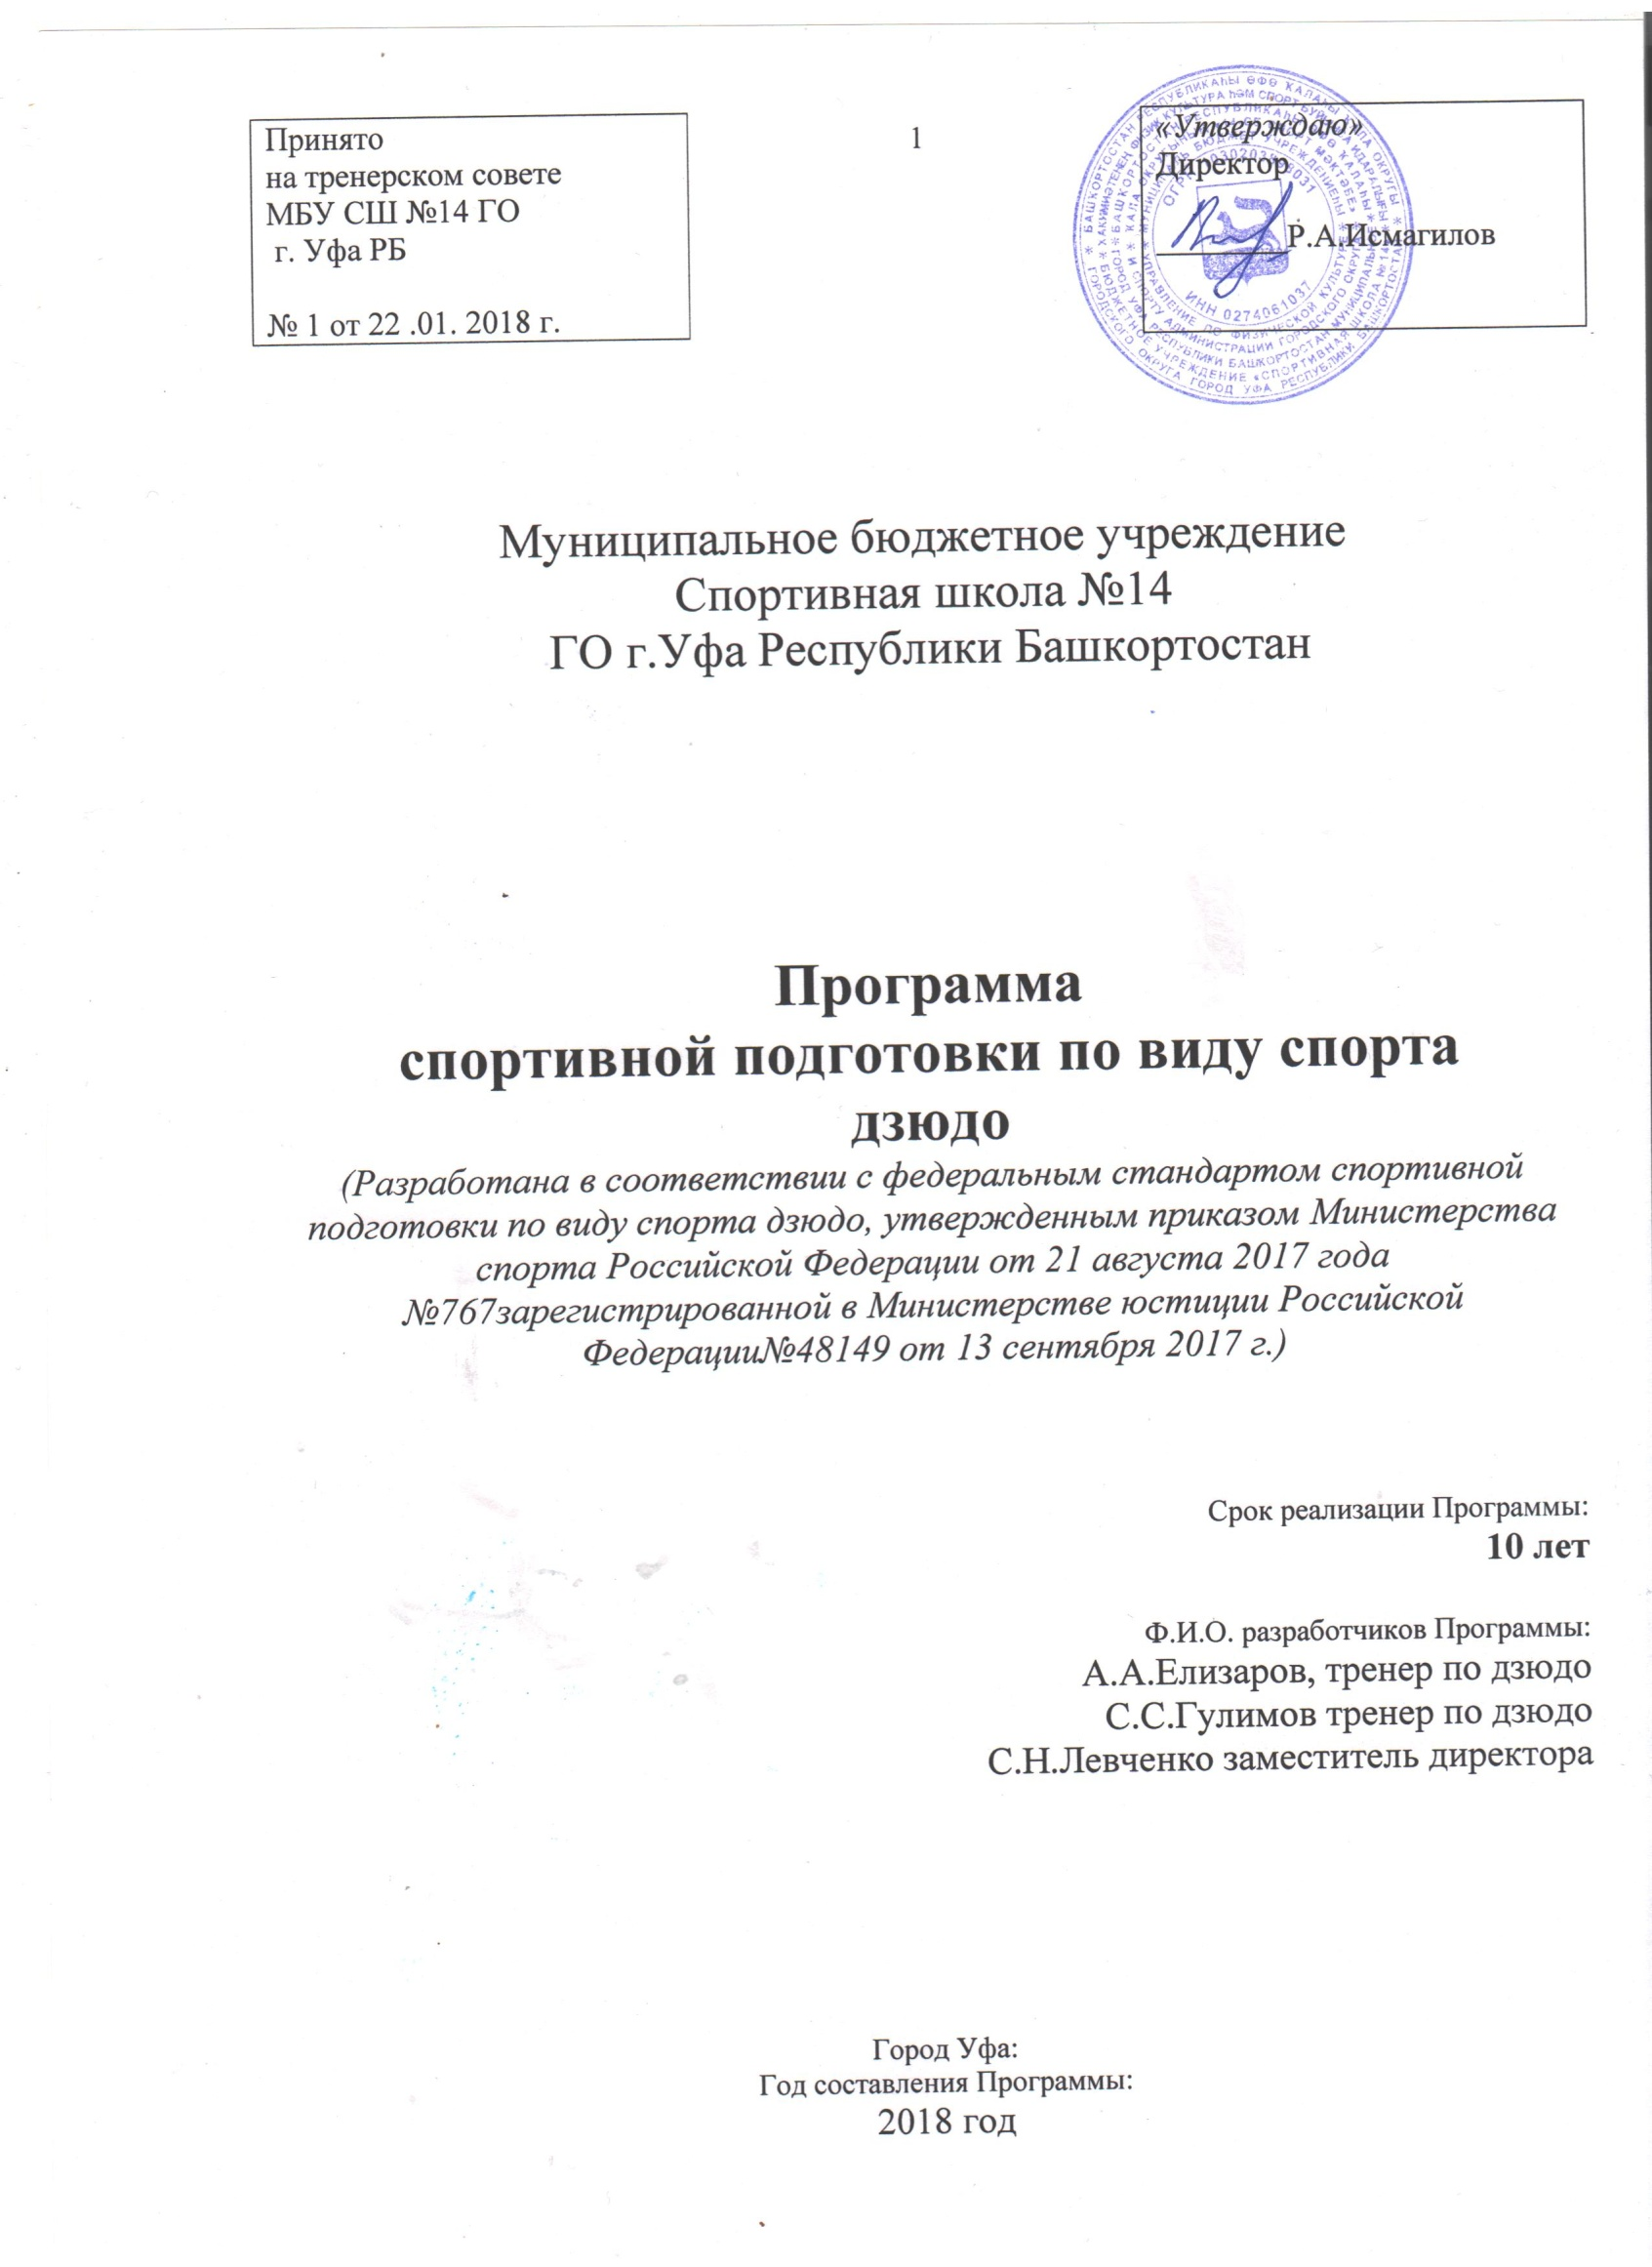 Принято
на тренерском совете
МБУ СШ №14 ГО
г. Уфа РБ
№ 1 от 22 .01. 2018 г.
1
«Утверждаю»
Директор
Р.А.Исмагилов
ИНН 0274061037
Муниципальное бюджетное учреждение
Спортивная школа №14
ГО г.Уфа Республики Башкортостан
Программа
спортивной подготовки по виду спорта
дзюдо
(Разработана в соответствии с федеральным стандартом спортивной
подготовки по виду спорта дзюдо, утвержденным приказом Министерства
спорта Российской Федерации от 21 августа 2017 года
№767зарегистрированной в Министерстве юстиции Российской
Федерации№48149 от 13 сентября 2017 г.)
Срок реализации Программы:
10 лет
Ф.И.О. разработчиков Программы:
А.А.Елизаров, тренер по дзюдо
С.С.Гулимов тренер по дзюдо
С.Н.Левченко заместитель директора
Город Уфа:
Год составления Программы:
2018 год